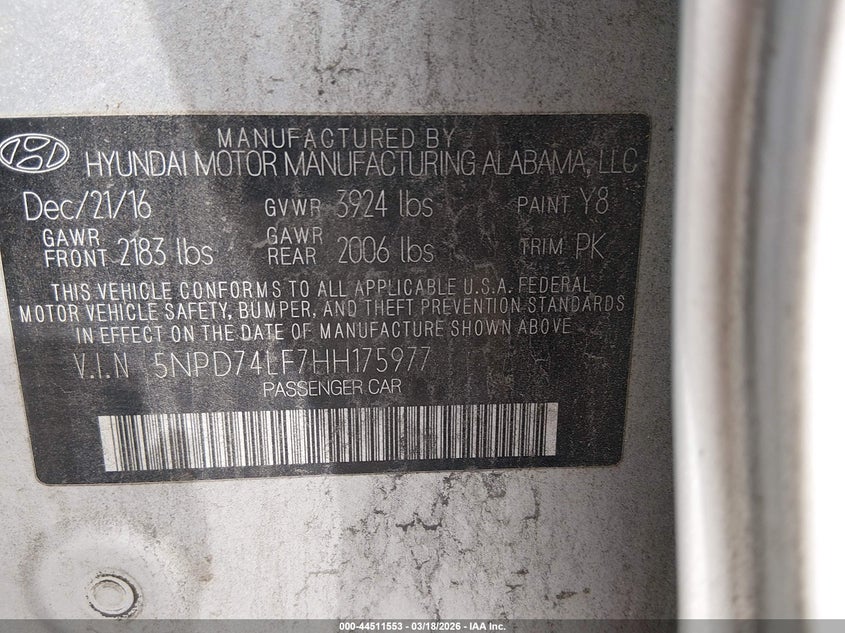 MANUFACTURED BY
HYUNDAI MOTOR MANUFACTURING ALABAMA, LLC
Dec/21/16 GVWR 3924 lbs PAINT Y8
GAWR FRONT 2183 lbs GAWR REAR 2006 lbs TRIM PK
THIS VEHICLE CONFORMS TO ALL APPLICABLE U.S.A. FEDERAL
MOTOR VEHICLE SAFETY, BUMPER, AND THEFT PREVENTION STANDARDS
IN EFFECT ON THE DATE OF MANUFACTURE SHOWN ABOVE
V.I.N 5NPD74LF7HH175977
PASSENGER CAR
000-44511553 - 03/18/2026 - IAA Inc.